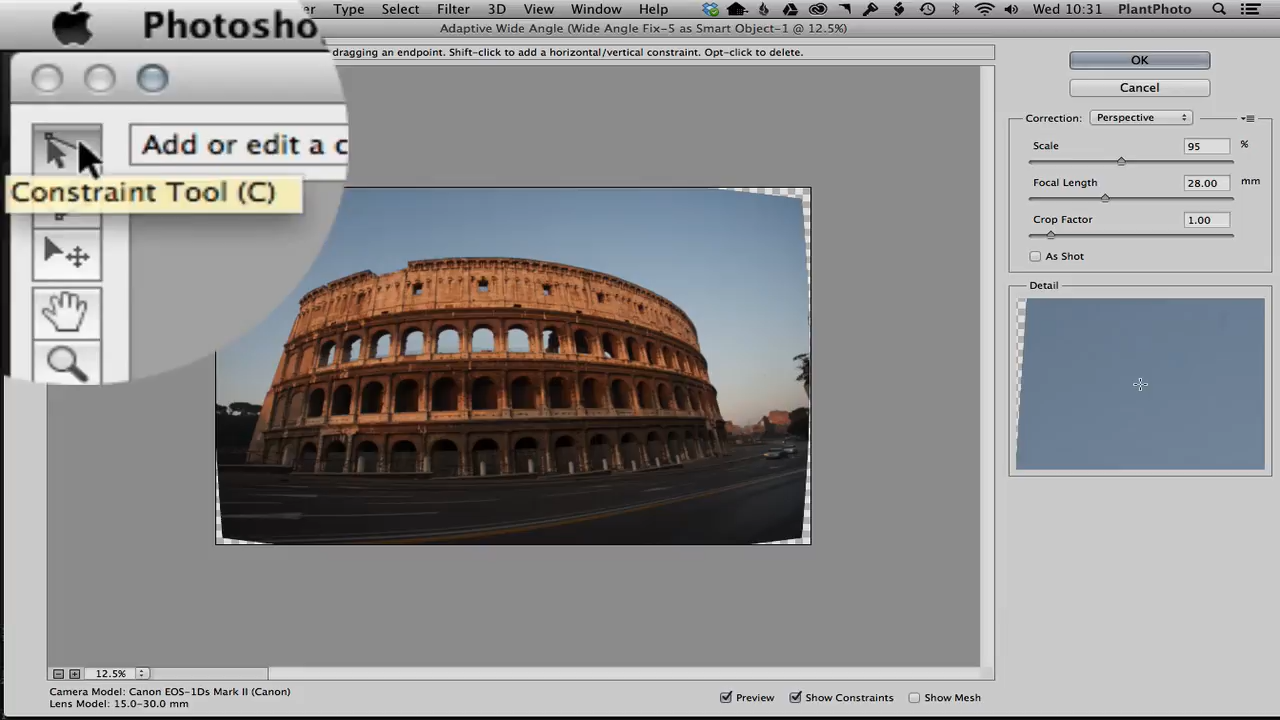 Photosho
Type Select Filter 3D View Window Help Wed 10:31 PlantPhoto
Adaptive Wide Angle (Wide Angle Fix-5 as Smart Object-1 @ 12.5%)
dragging an endpoint. Shift-click to add a horizontal/vertical constraint. Opt-click to delete.
Add or edit a c
Constraint Tool (C)
OK
Cancel
Correction: Perspective
Scale 95 %
Focal Length 28.00 mm
Crop Factor 1.00
As Shot
Detail
12.5%
Camera Model: Canon EOS-1Ds Mark II (Canon)
Lens Model: 15.0-30.0 mm
Preview Show Constraints Show Mesh